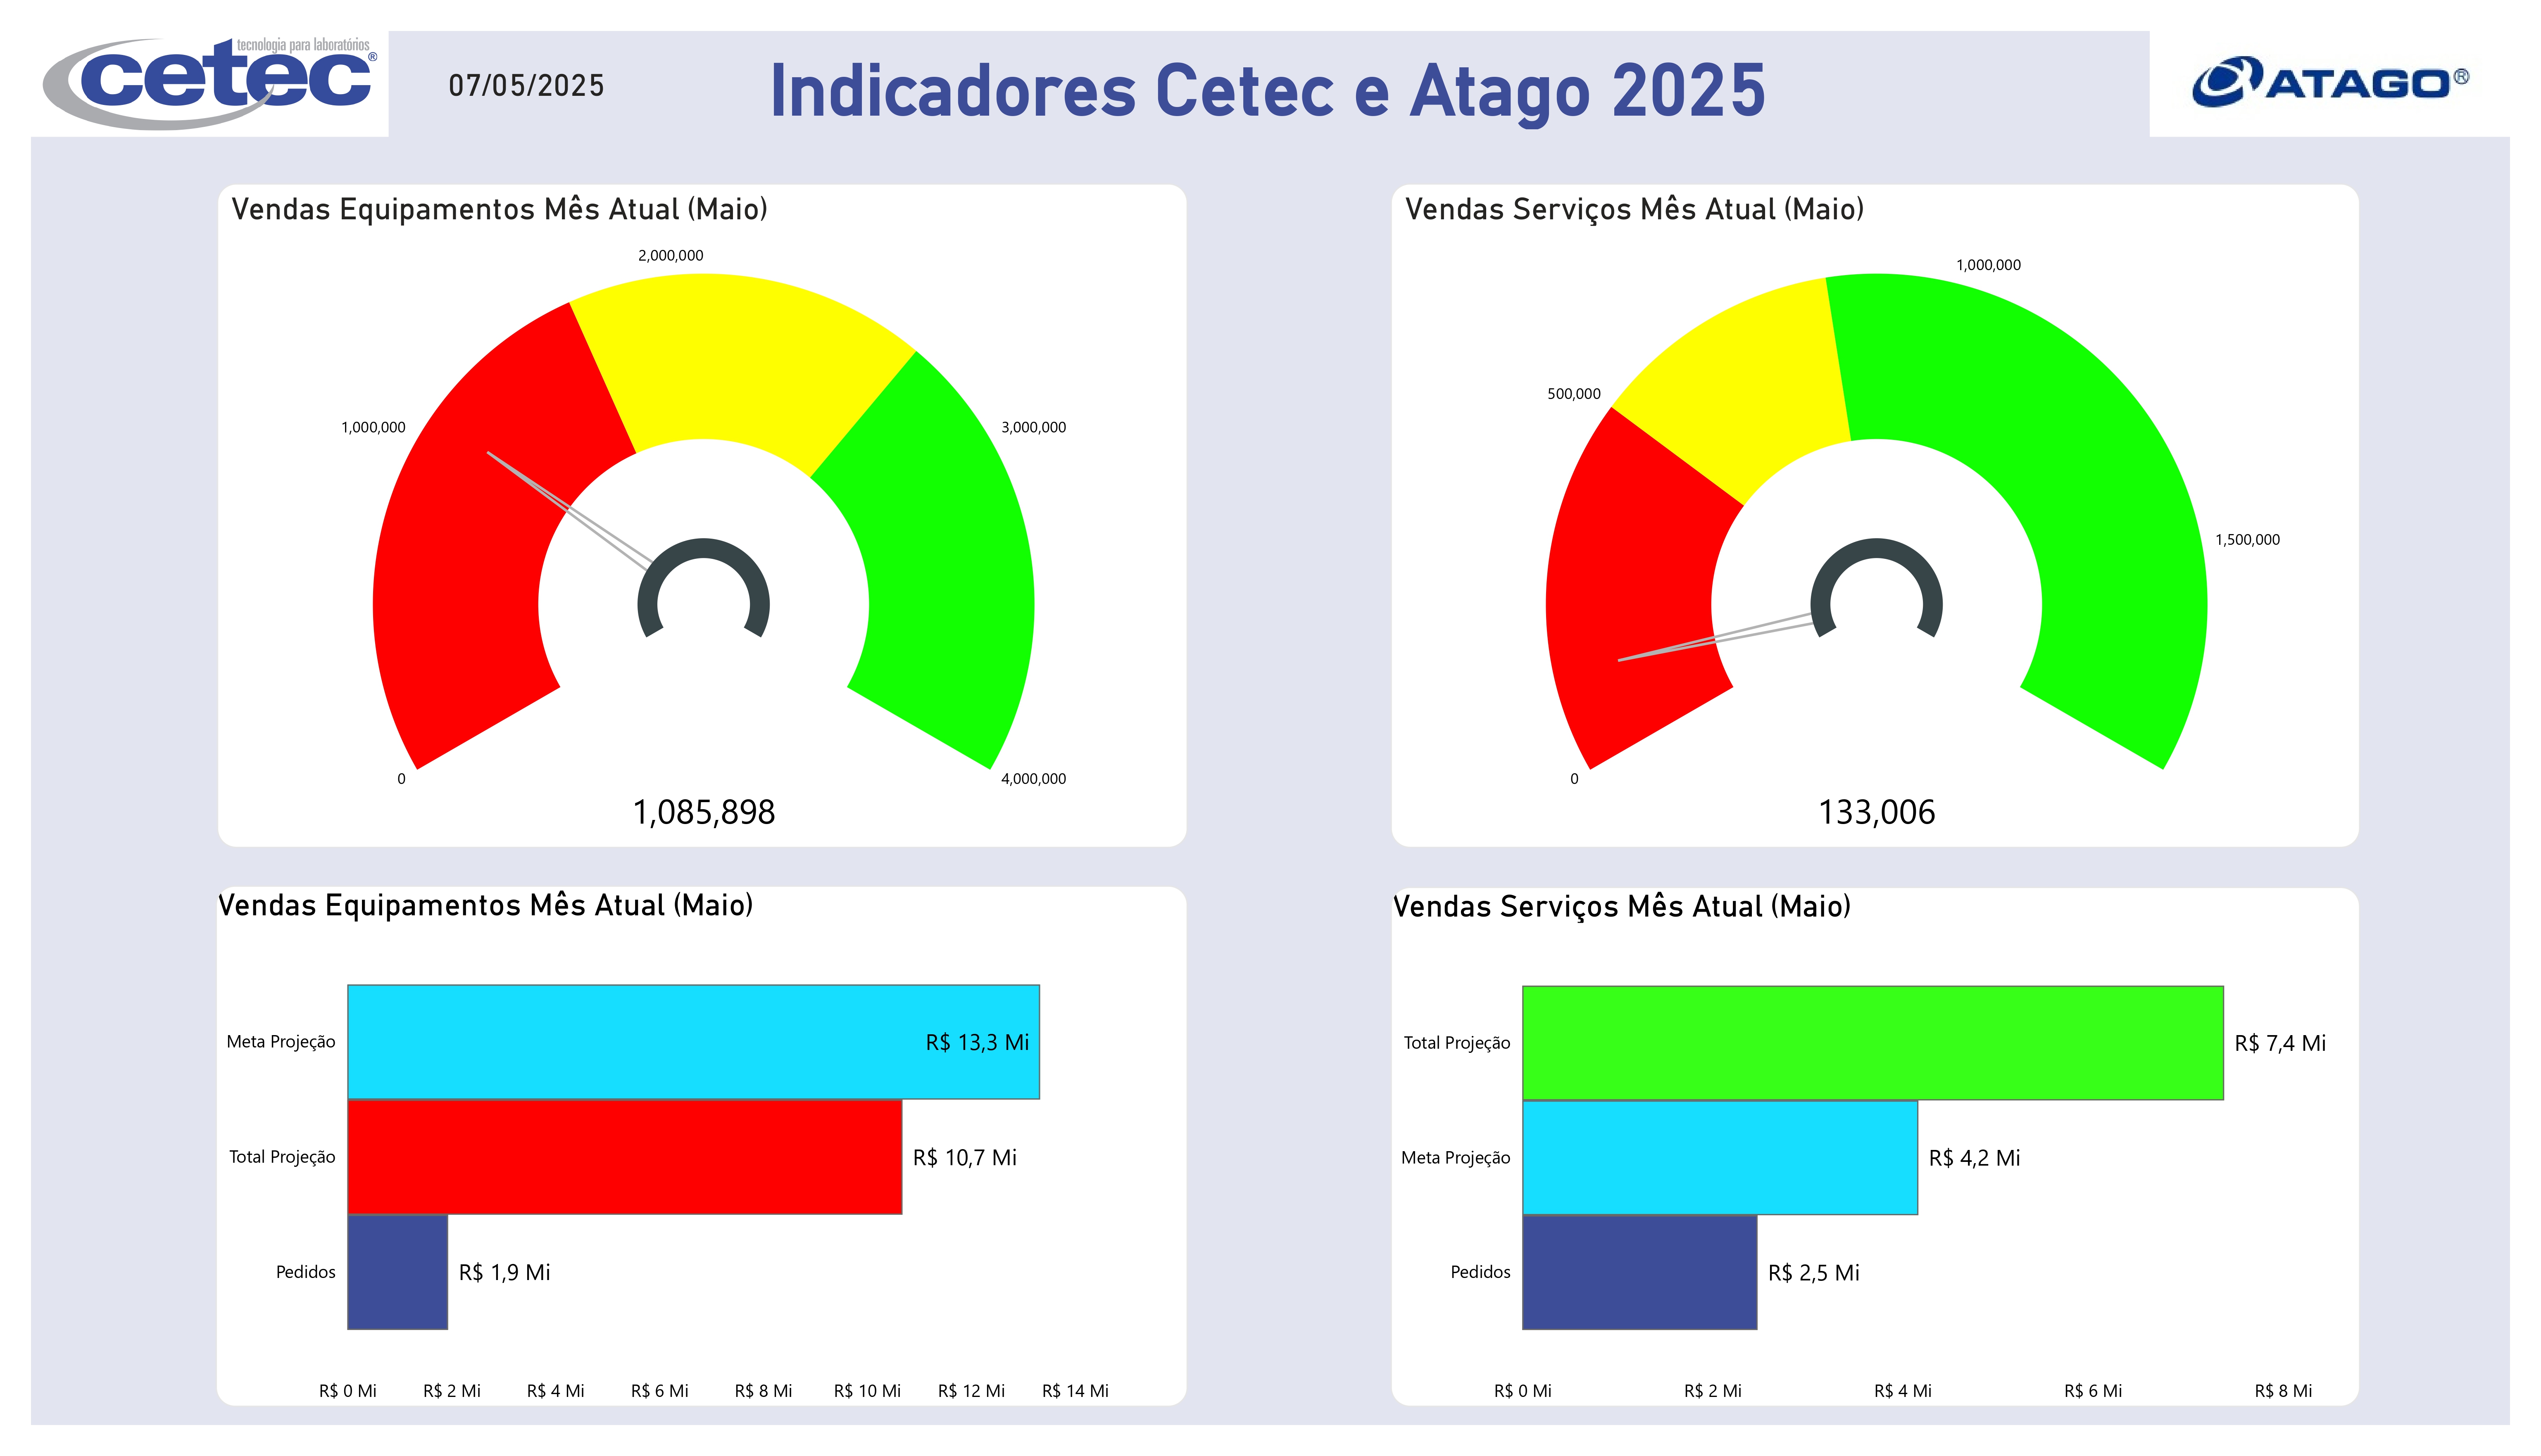 tecnologia para laboratórios
cetec®
07/05/2025
Indicadores Cetec e Atago 2025
ATAGO®
Vendas Equipamentos Mês Atual (Maio)
2,000,000
1,000,000
3,000,000
0
4,000,000
1,085,898
Vendas Serviços Mês Atual (Maio)
1,000,000
500,000
1,500,000
0
133,006
Vendas Equipamentos Mês Atual (Maio)
Meta Projeção
R$ 13,3 Mi
Total Projeção
R$ 10,7 Mi
Pedidos
R$ 1,9 Mi
R$ 0 Mi R$ 2 Mi R$ 4 Mi R$ 6 Mi R$ 8 Mi R$ 10 Mi R$ 12 Mi R$ 14 Mi
Vendas Serviços Mês Atual (Maio)
Total Projeção
R$ 7,4 Mi
Meta Projeção
R$ 4,2 Mi
Pedidos
R$ 2,5 Mi
R$ 0 Mi R$ 2 Mi R$ 4 Mi R$ 6 Mi R$ 8 Mi